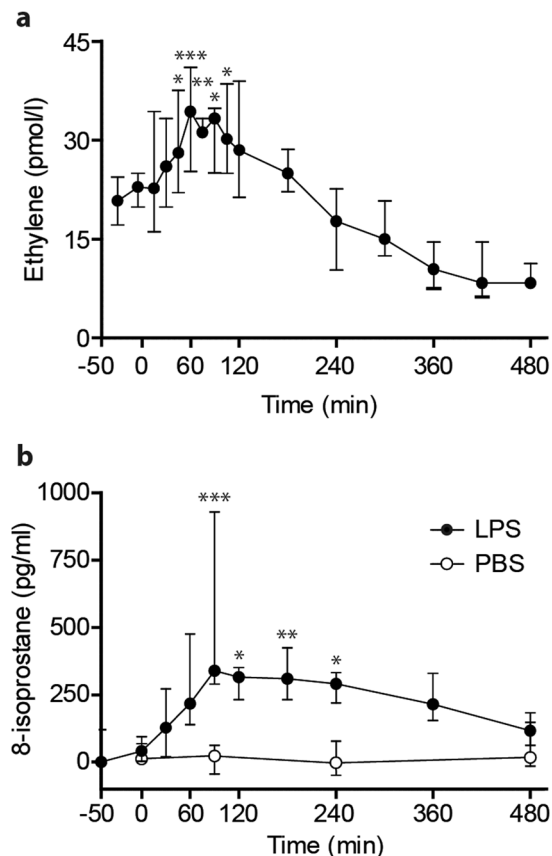 a
45
30
15
0
Ethylene (pmol/l)
*
***
**
*
*
-50 0 60 120 240 360 480
Time (min)
b
1000
750
500
250
0
8-isoprostane (pg/ml)
***
*
**
*
LPS
PBS
-50 0 60 120 240 360 480
Time (min)